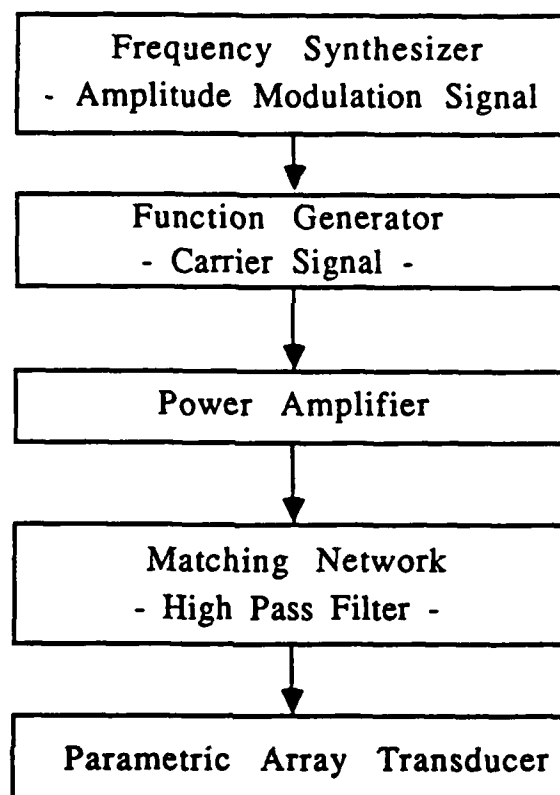 Frequency Synthesizer
- Amplitude Modulation Signal
Function Generator
- Carrier Signal -
Power Amplifier
Matching Network
- High Pass Filter -
Parametric Array Transducer